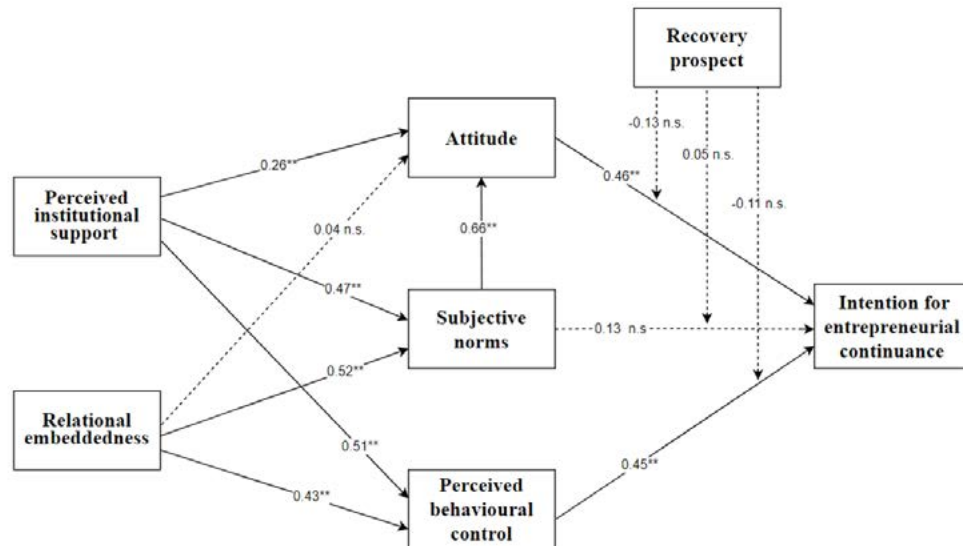 Recovery
prospect
-0.13 n.s.
0.05 n.s.
-0.11 n.s.
Attitude
0.26**
0.46**
Perceived
institutional
support
0.04 n.s.
0.66**
0.47**
Subjective
norms
0.13 n.s
Intention for
entrepreneurial
continuance
0.52**
Relational
embeddedness
0.51**
0.43**
0.45**
Perceived
behavioural
control